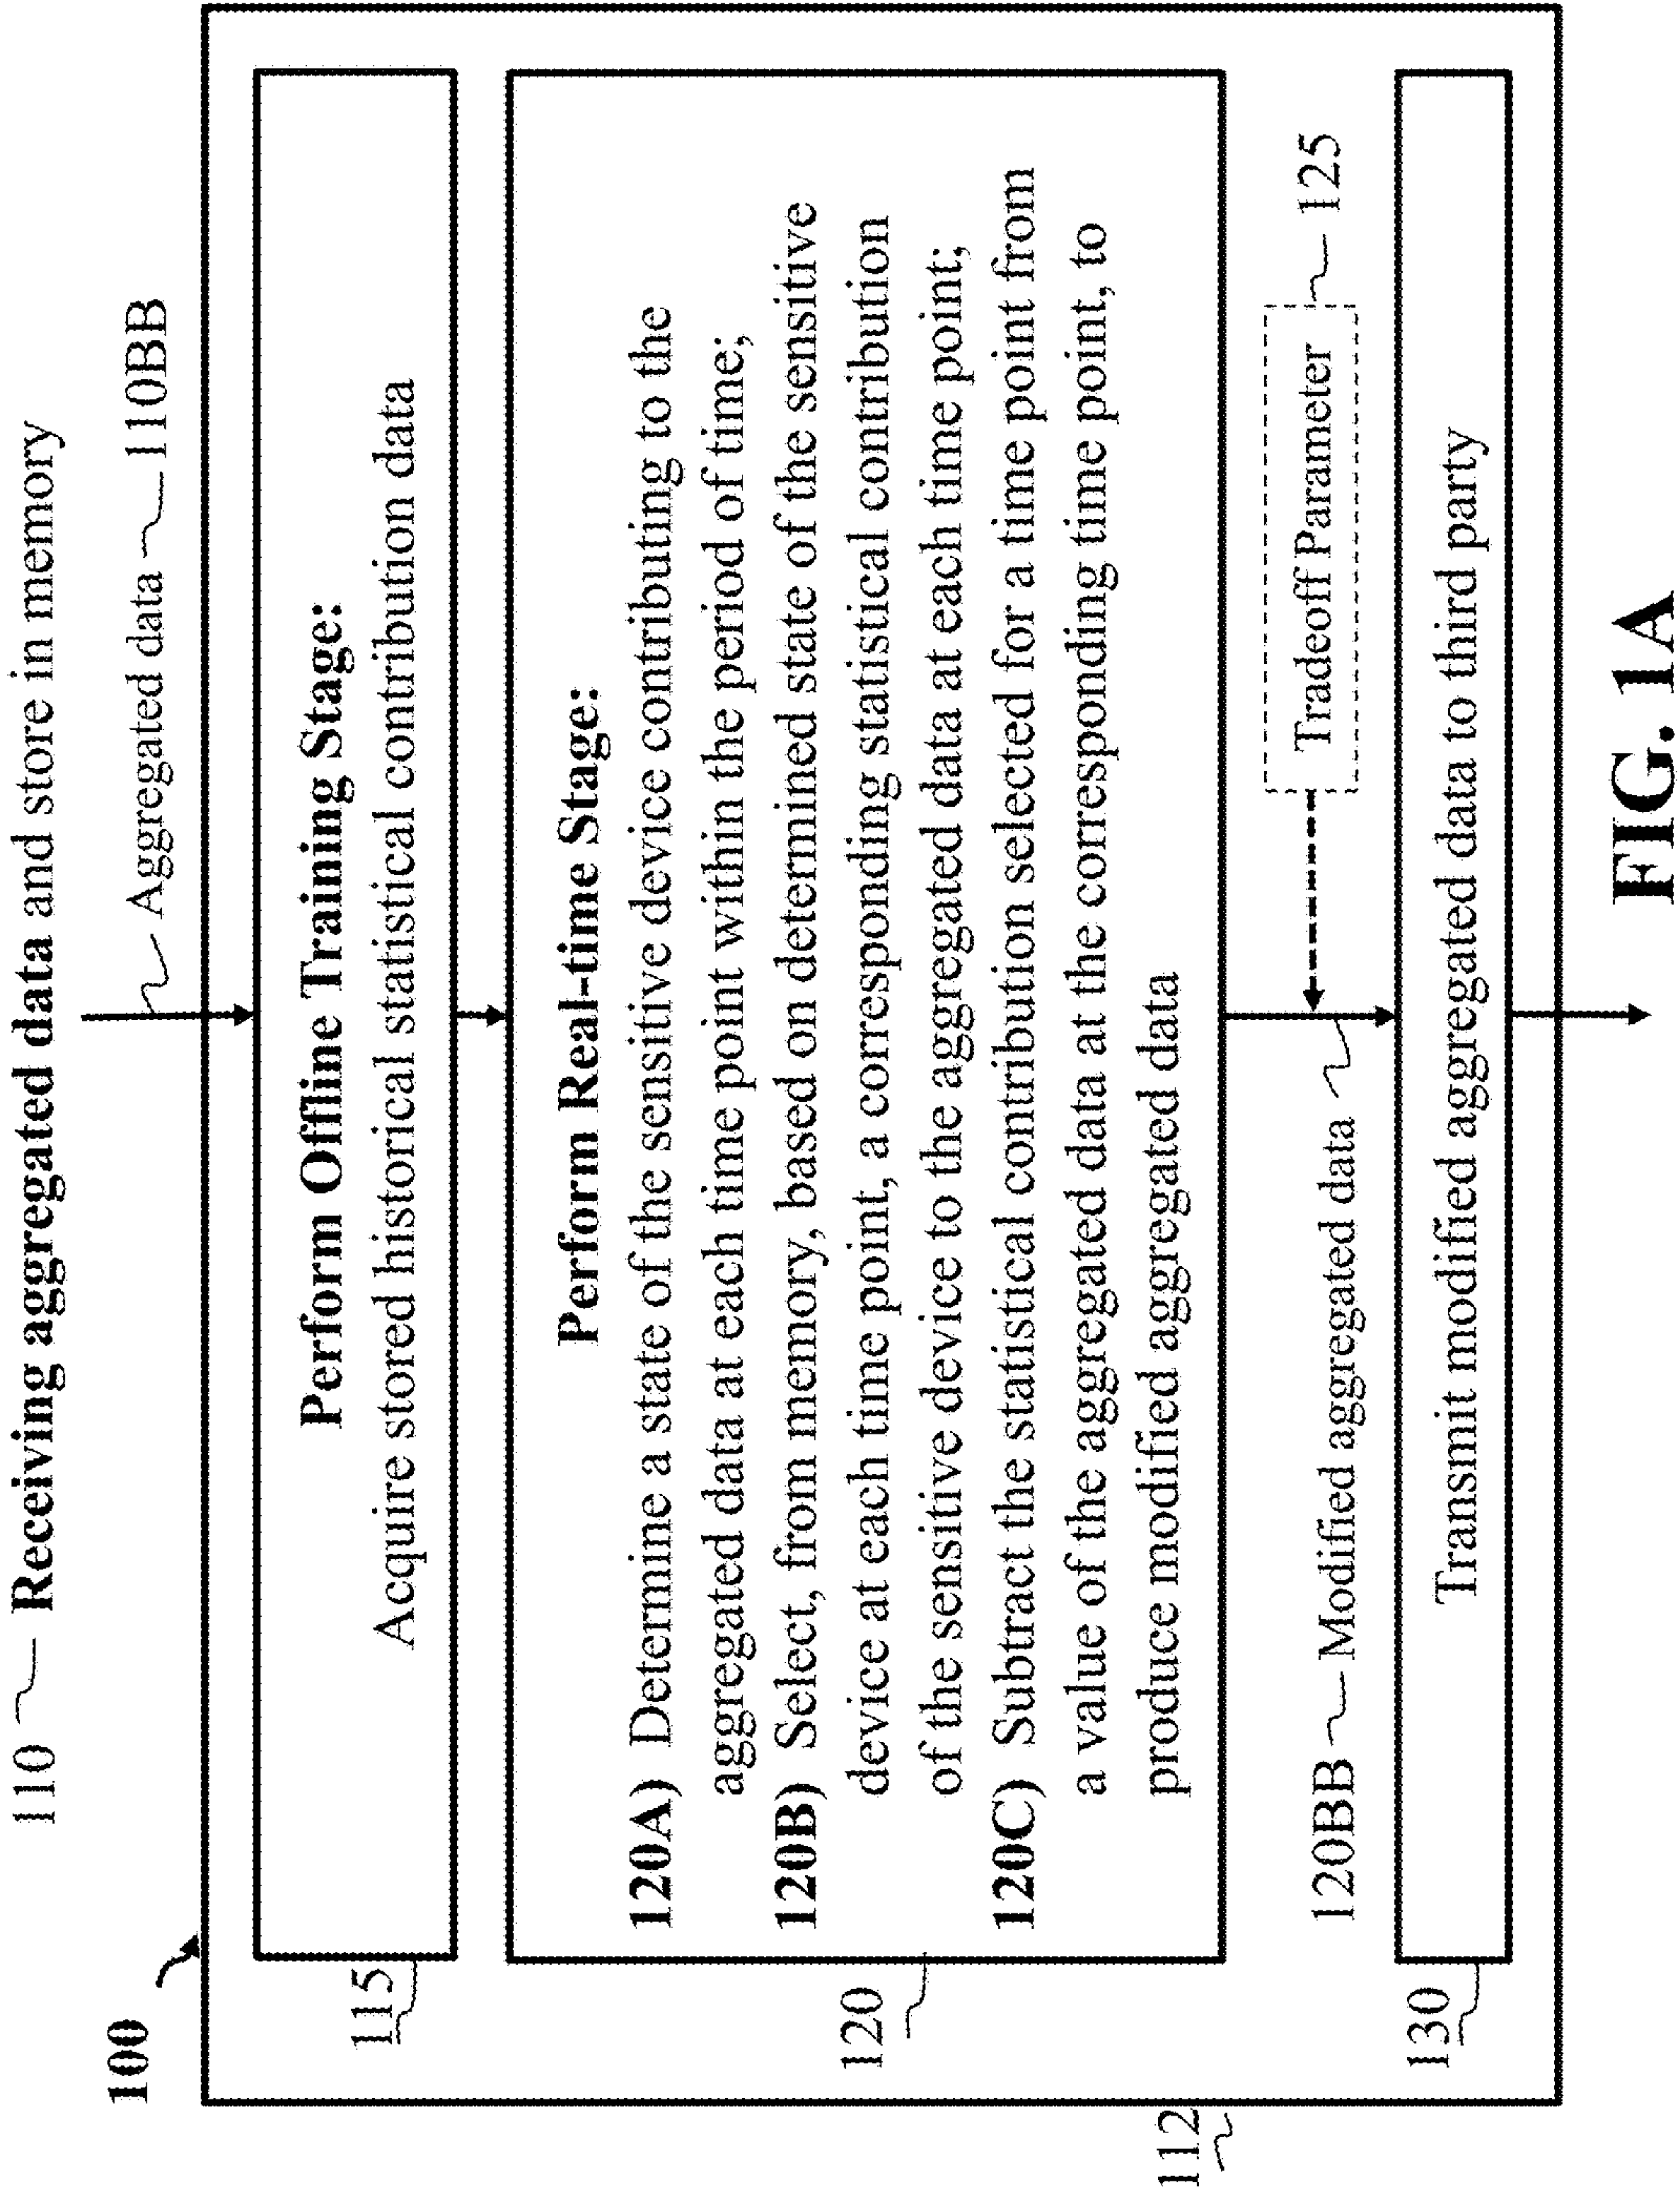 110 Receiving aggregated data and store in memory
100
Aggregated data 110BB
115
Perform Offline Training Stage:
Acquire stored historical statistical contribution data
120
Perform Real-time Stage:
120A) Determine a state of the sensitive device contributing to the
aggregated data at each time point within the period of time;
120B) Select, from memory, based on determined state of the sensitive
device at each time point, a corresponding statistical contribution
of the sensitive device to the aggregated data at each time point;
120C) Subtract the statistical contribution selected for a time point from
a value of the aggregated data at the corresponding time point, to
produce modified aggregated data
112
120BB Modified aggregated data
Tradeoff Parameter 125
130
Transmit modified aggregated data to third party
FIG. 1A